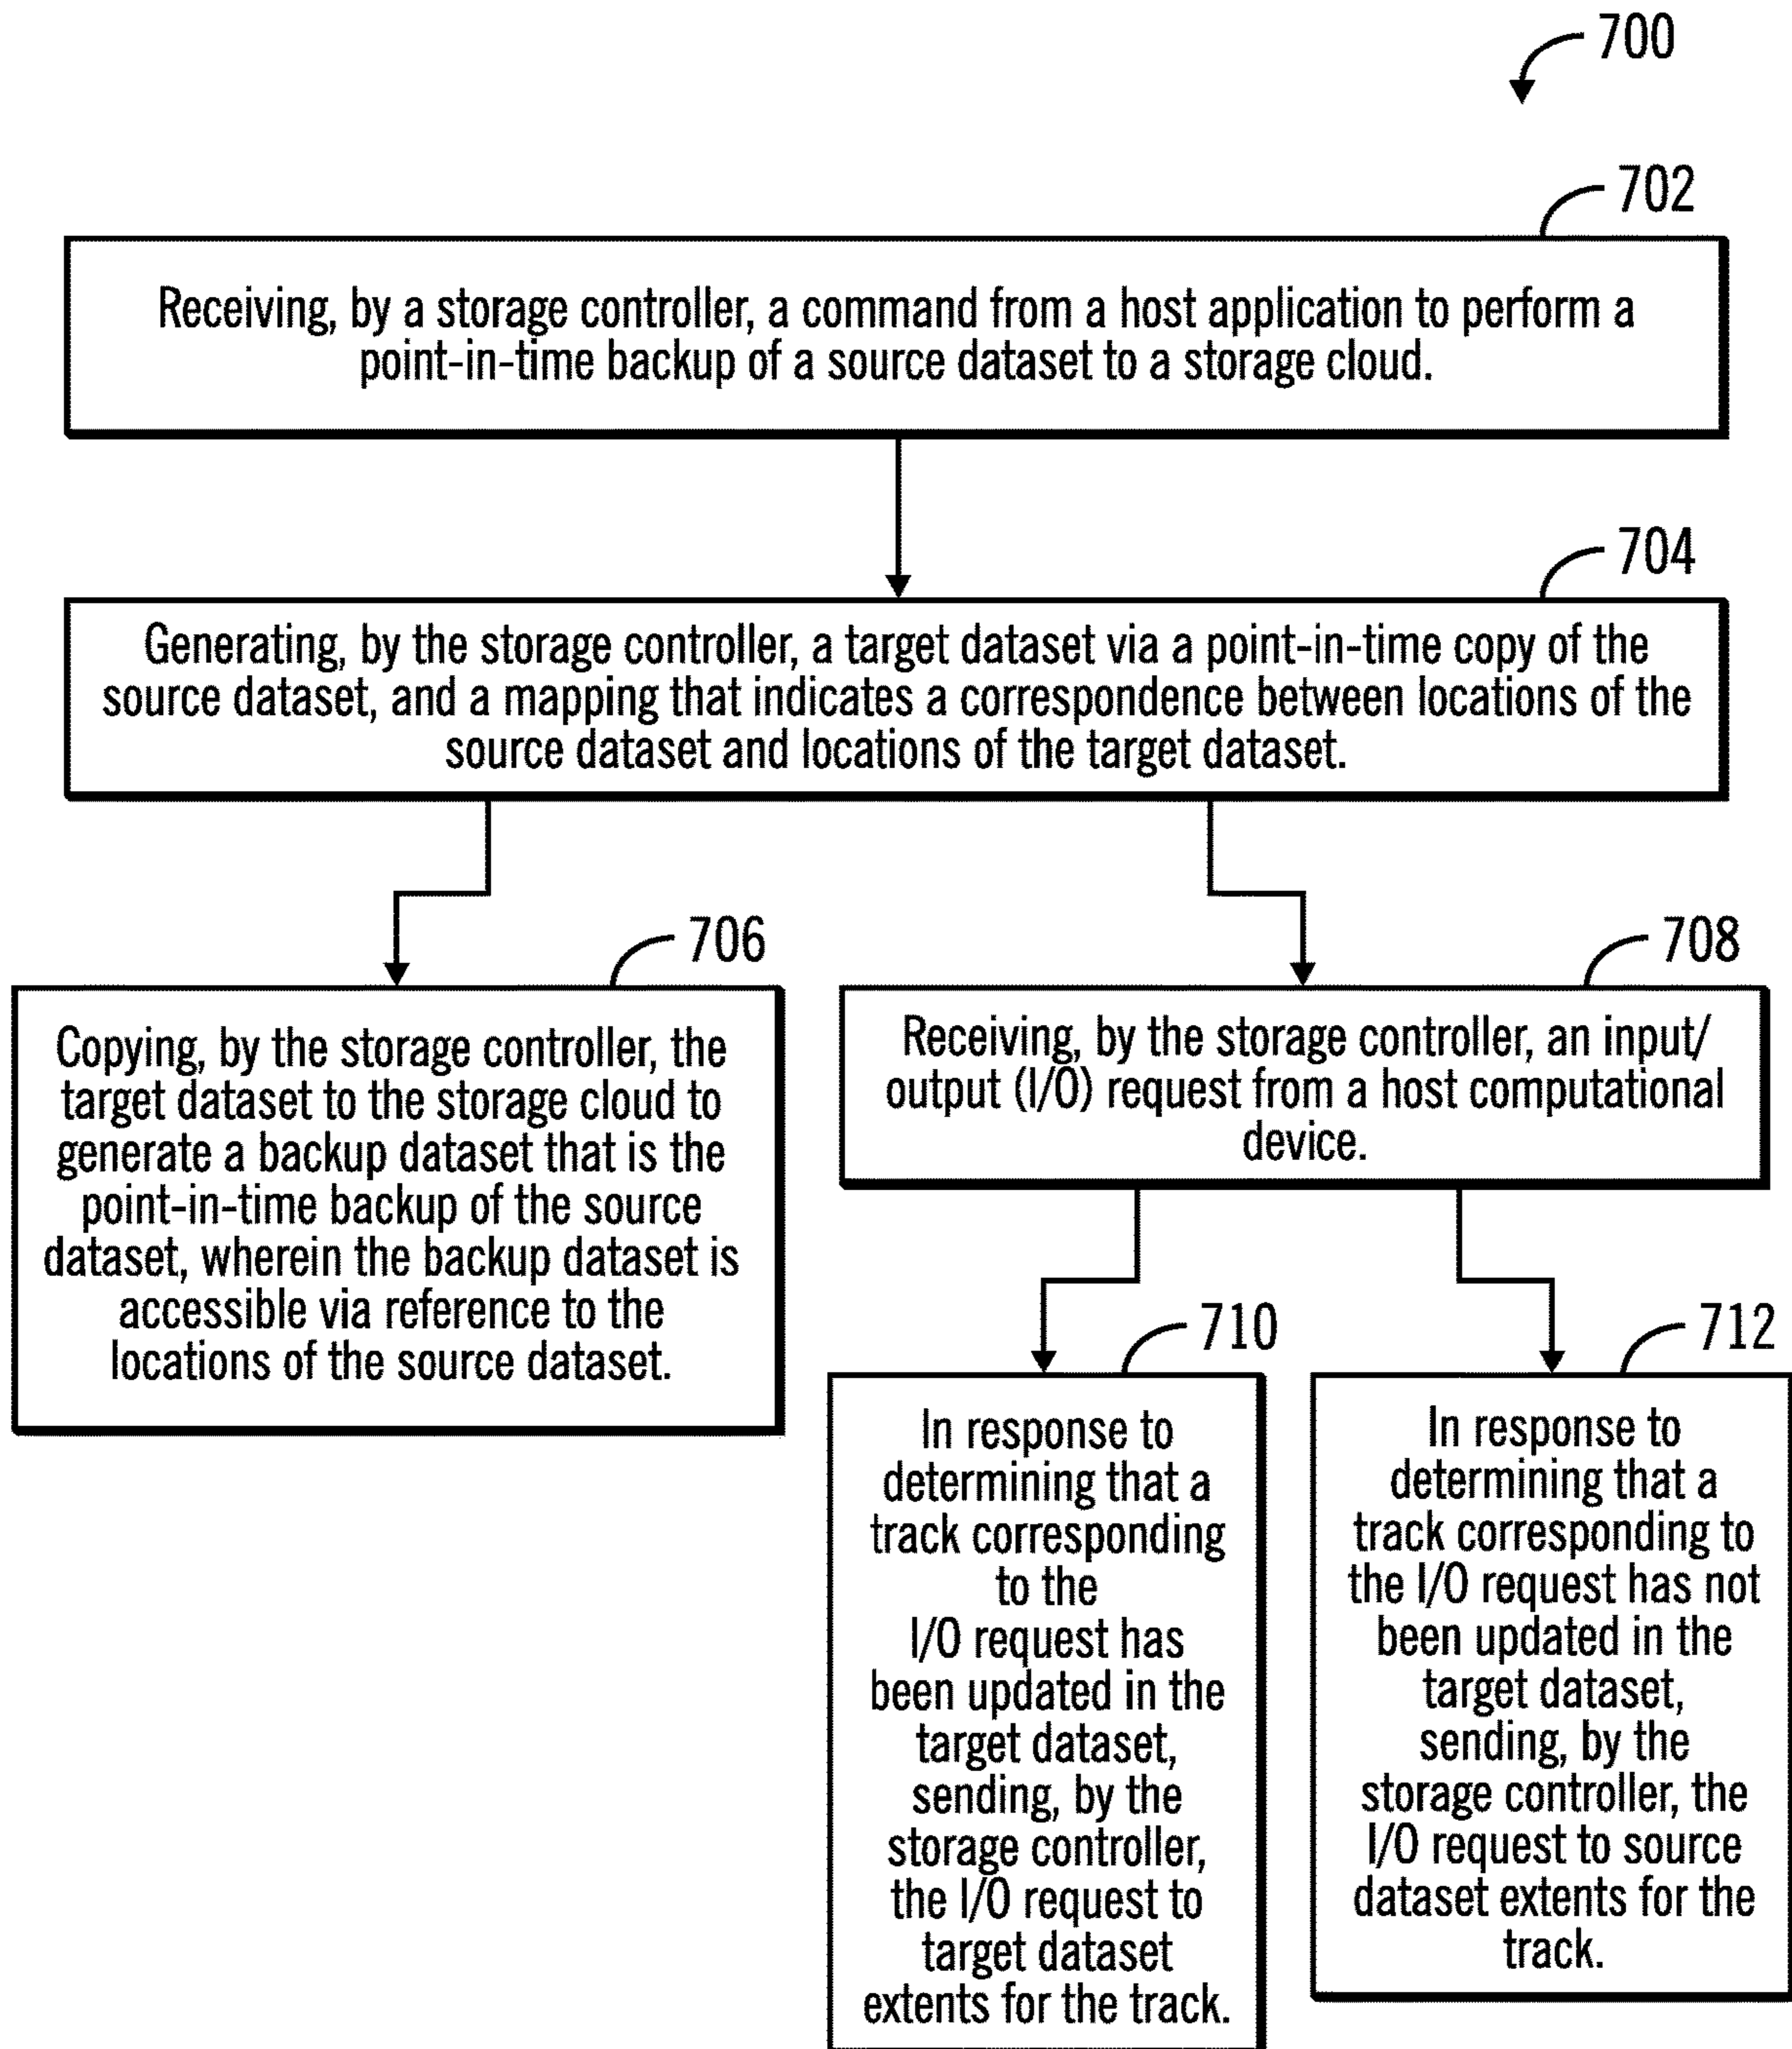 700
702
Receiving, by a storage controller, a command from a host application to perform a
point-in-time backup of a source dataset to a storage cloud.
704
Generating, by the storage controller, a target dataset via a point-in-time copy of the
source dataset, and a mapping that indicates a correspondence between locations of the
source dataset and locations of the target dataset.
706
Copying, by the storage controller, the
target dataset to the storage cloud to
generate a backup dataset that is the
point-in-time backup of the source
dataset, wherein the backup dataset is
accessible via reference to the
locations of the source dataset.
708
Receiving, by the storage controller, an input/
output (I/O) request from a host computational
device.
710
In response to
determining that a
track corresponding
to the
I/O request has
been updated in the
target dataset,
sending, by the
storage controller,
the I/O request to
target dataset
extents for the track.
712
In response to
determining that a
track corresponding to
the I/O request has not
been updated in the
target dataset,
sending, by the
storage controller, the
I/O request to source
dataset extents for the
track.